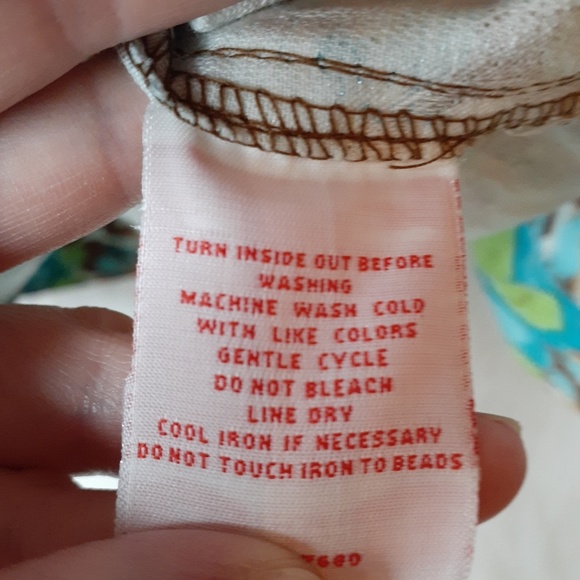 TURN INSIDE OUT BEFORE
WASHING
MACHINE WASH COLD
WITH LIKE COLORS
GENTLE CYCLE
DO NOT BLEACH
LINE DRY
COOL IRON IF NECESSARY
DO NOT TOUCH IRON TO BEADS